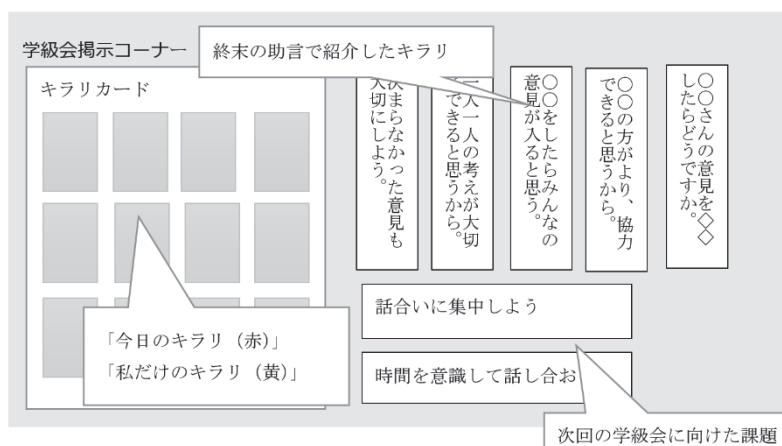 学級会掲示コーナー
終末の助言で紹介したキラリ
キラリカード
「今日のキラリ（赤）」
「私だけのキラリ（黄）」
〇〇さんの意見を◇◇
したらどうですか。
〇〇の方がより、協力
できると思うから。
〇〇をしたらみんなの
意見が入ると思う。
一人一人の考えが大切
できると思うから。
決まらなかった意見も
大切にしよう。
話合いに集中しよう
時間を意識して話し合お
次回の学級会に向けた課題